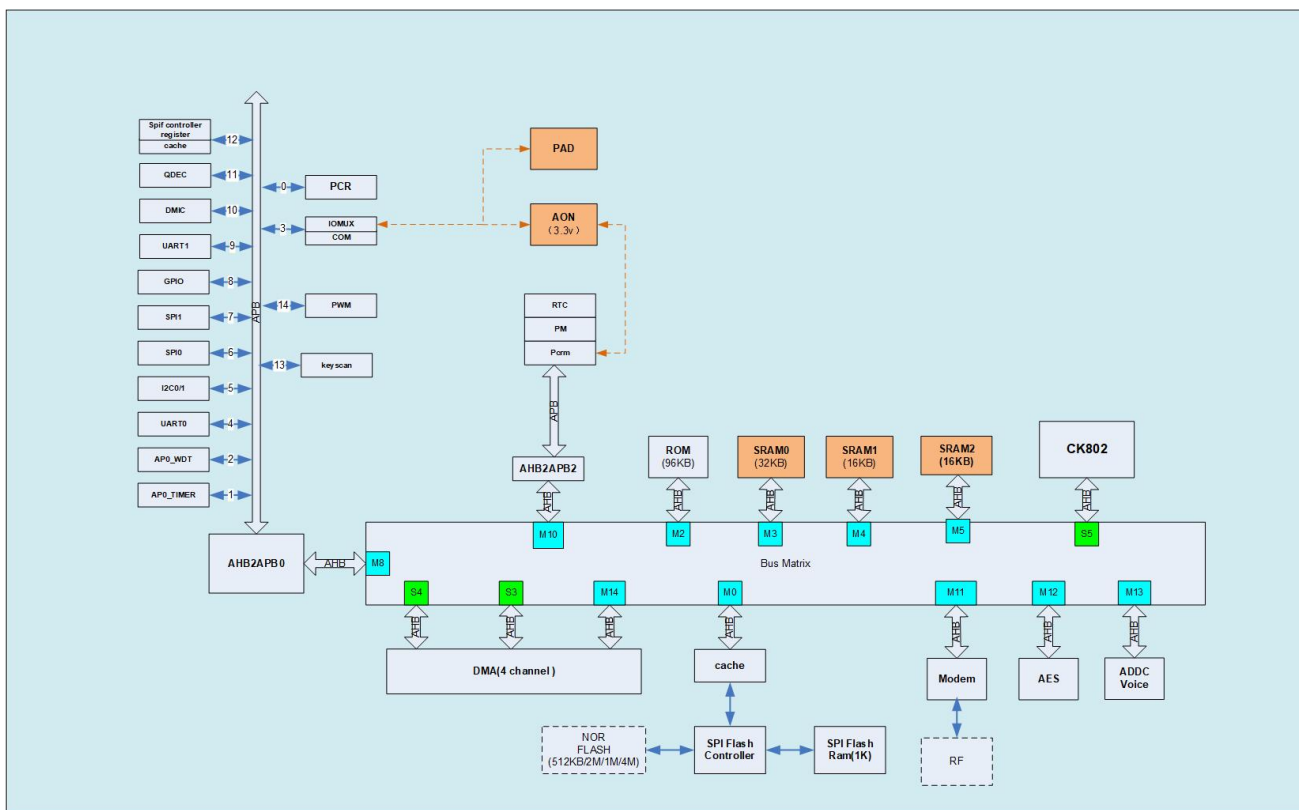 Spif controller
register
cache
12
QDEC
11
DMIC
10
UART1
9
GPIO
8
SPI1
7
SPI0
6
I2C0/1
5
UART0
4
AP0_WDT
2
AP0_TIMER
1
APB
0
PCR
3
IOMUX
COM
14
PWM
13
keyscan
PAD
AON
(3.3v)
RTC
PM
Pcrm
APB
AHB2APB2
AHB
ROM
(96KB)
AHB
SRAM0
(32KB)
AHB
SRAM1
(16KB)
AHB
SRAM2
(16KB)
AHB
CK802
AHB
AHB2APB0
AHB
M8
M10
M2
M3
M4
M5
S5
Bus Matrix
S4
S3
M14
M0
M11
M12
M13
AHB
AHB
AHB
AHB
AHB
AHB
AHB
DMA(4 channel )
cache
Modem
AES
ADDC
Voice
NOR
FLASH
(512KB/2M/1M/4M)
SPI Flash
Controller
SPI Flash
Ram(1K)
RF